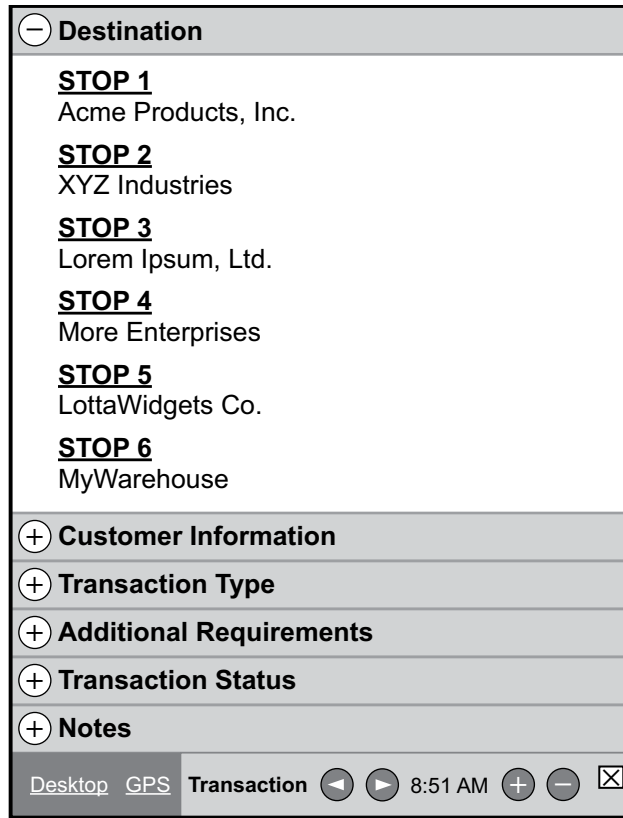 Destination
STOP 1
Acme Products, Inc.
STOP 2
XYZ Industries
STOP 3
Lorem Ipsum, Ltd.
STOP 4
More Enterprises
STOP 5
LottaWidgets Co.
STOP 6
MyWarehouse
Customer Information
Transaction Type
Additional Requirements
Transaction Status
Notes
Desktop GPS Transaction 8:51 AM